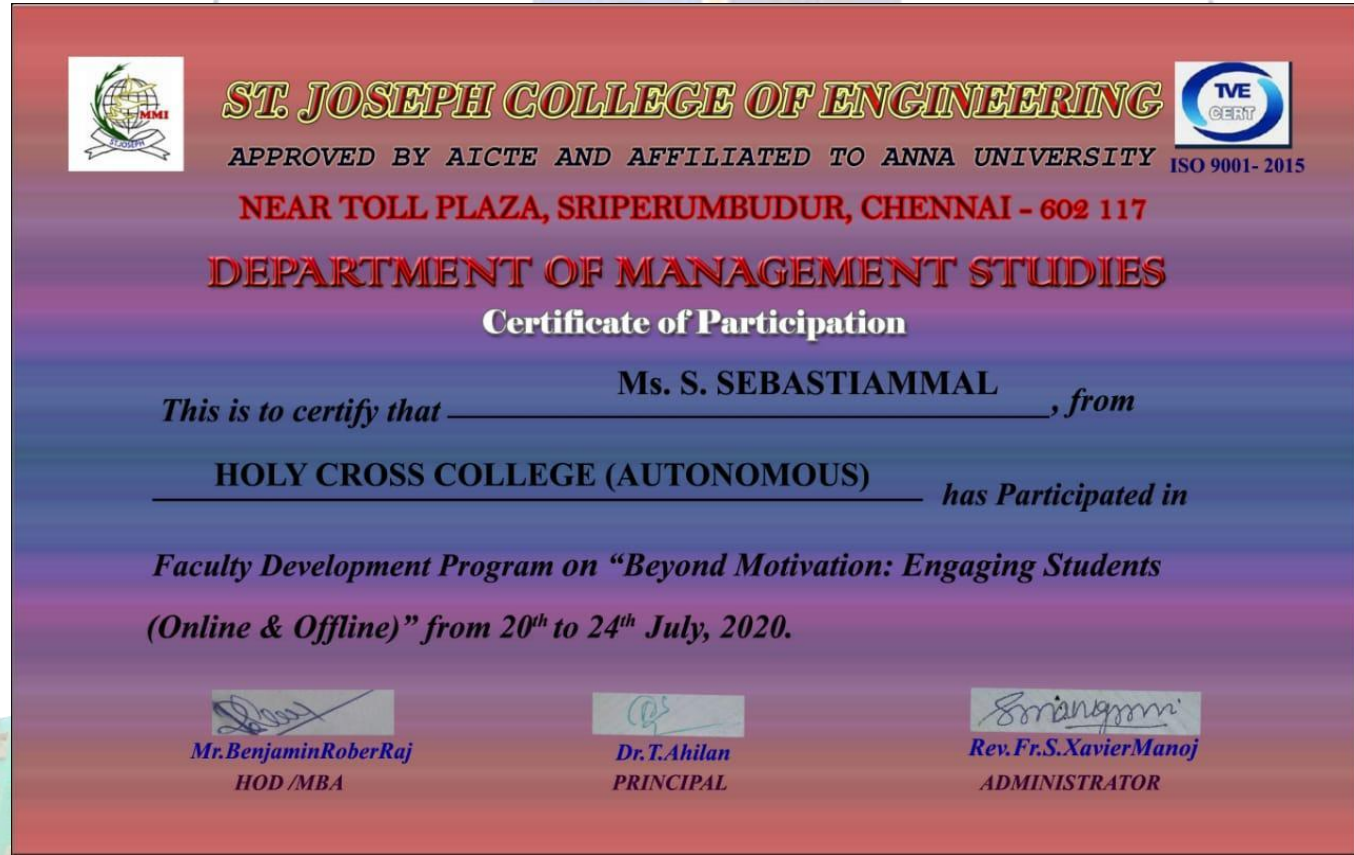 ST. JOSEPH COLLEGE OF ENGINEERING
MMI
ST.JOSEPH
TVE
CERT
APPROVED BY AICTE AND AFFILIATED TO ANNA UNIVERSITY
ISO 9001- 2015
NEAR TOLL PLAZA, SRIPERUMBUDUR, CHENNAI - 602 117
DEPARTMENT OF MANAGEMENT STUDIES
Certificate of Participation
This is to certify that Ms. S. SEBASTIAMMAL, from
HOLY CROSS COLLEGE (AUTONOMOUS) has Participated in
Faculty Development Program on “Beyond Motivation: Engaging Students
(Online & Offline)” from 20th to 24th July, 2020.
Mr.BenjaminRoberRaj Dr.T.Ahilan Rev.Fr.S.XavierManoj
HOD /MBA PRINCIPAL ADMINISTRATOR